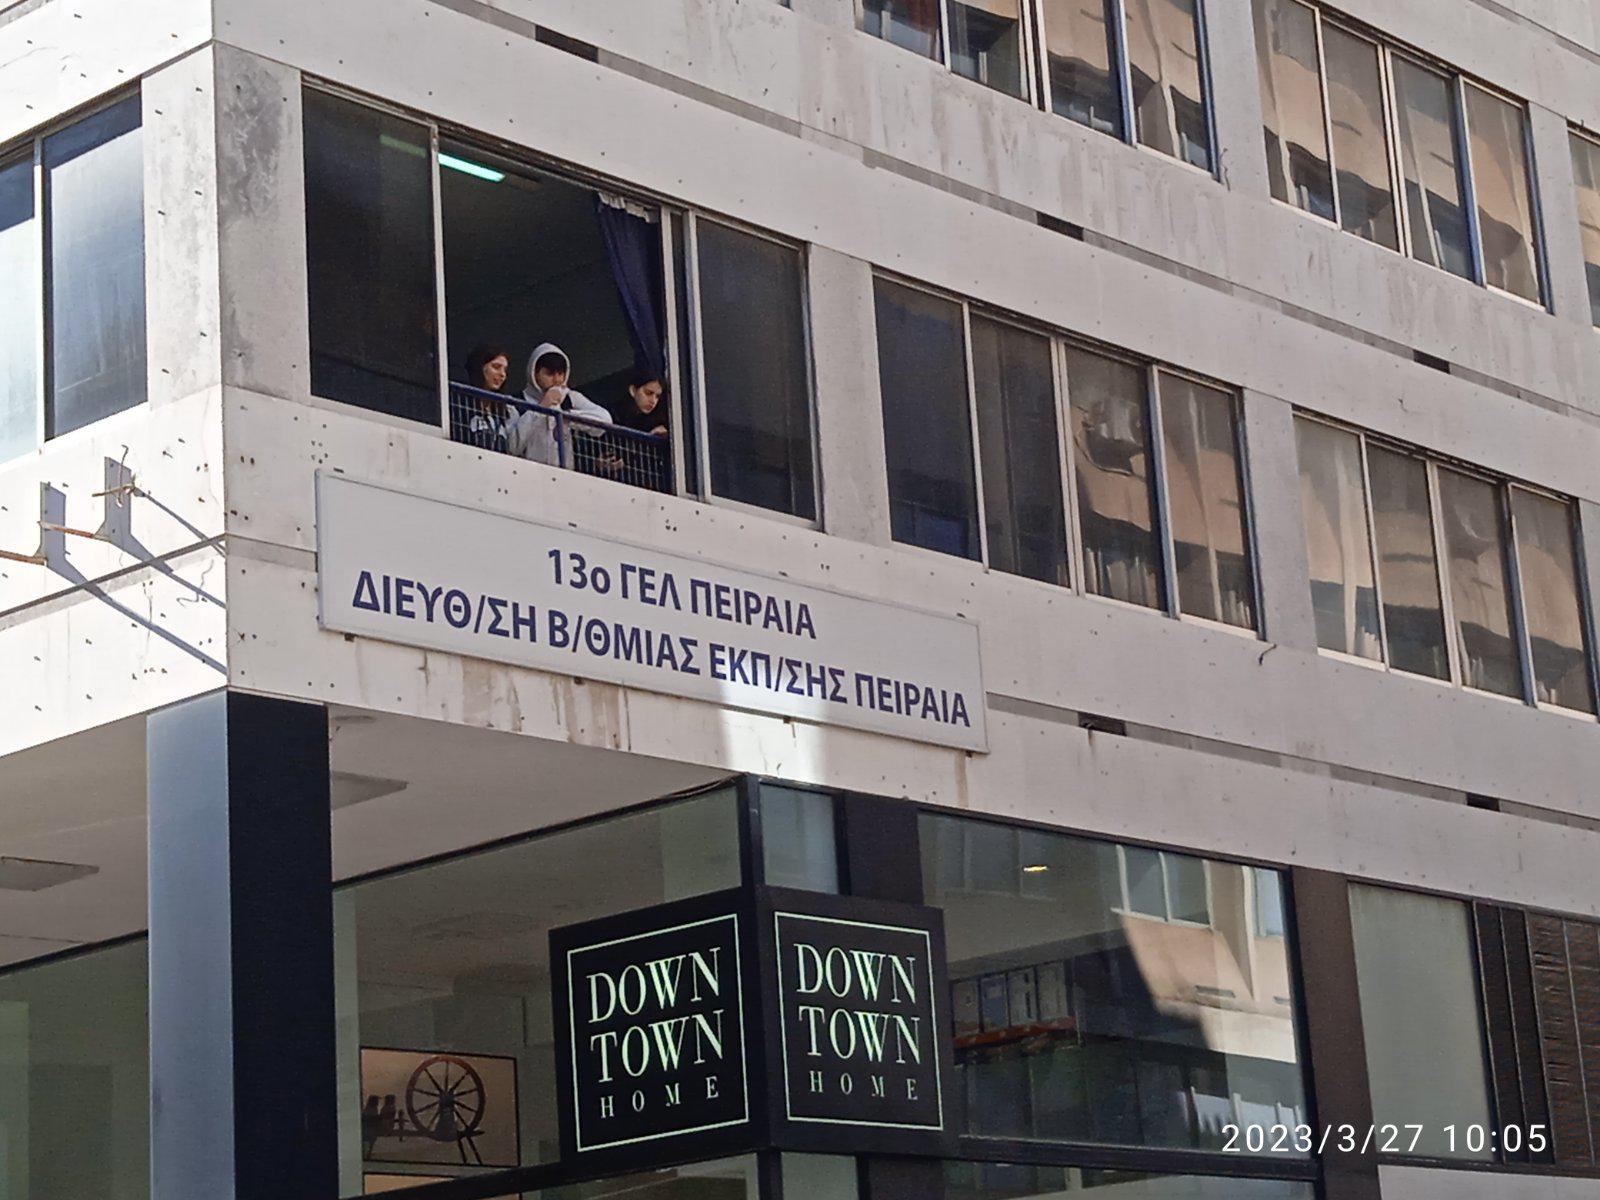 13ο ΓΕΛ ΠΕΙΡΑΙΑ
ΔΙΕΥΘ/ΣΗ Β/ΘΜΙΑΣ ΕΚΠ/ΣΗΣ ΠΕΙΡΑΙΑ
DOWN
TOWN
HOME
DOWN
TOWN
HOME
2023/3/27 10:05